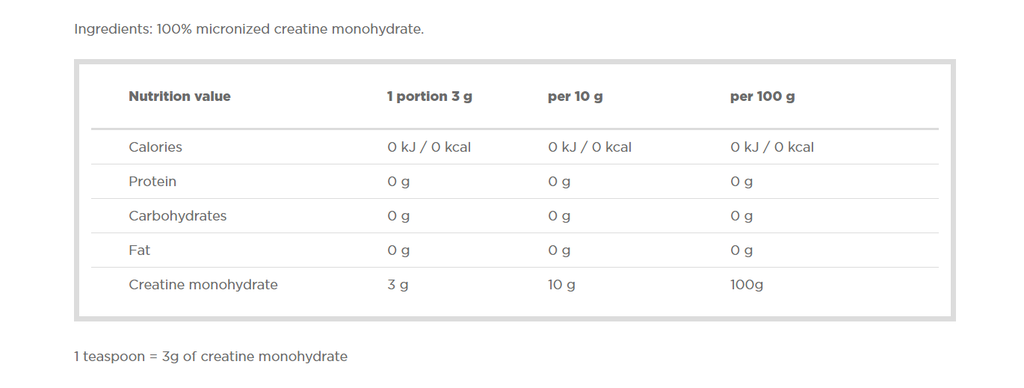 Ingredients: 100% micronized creatine monohydrate.
Nutrition value 1 portion 3 g per 10 g per 100 g
Calories 0 kJ / 0 kcal 0 kJ / 0 kcal 0 kJ / 0 kcal
Protein 0 g 0 g 0 g
Carbohydrates 0 g 0 g 0 g
Fat 0 g 0 g 0 g
Creatine monohydrate 3 g 10 g 100g
1 teaspoon = 3g of creatine monohydrate